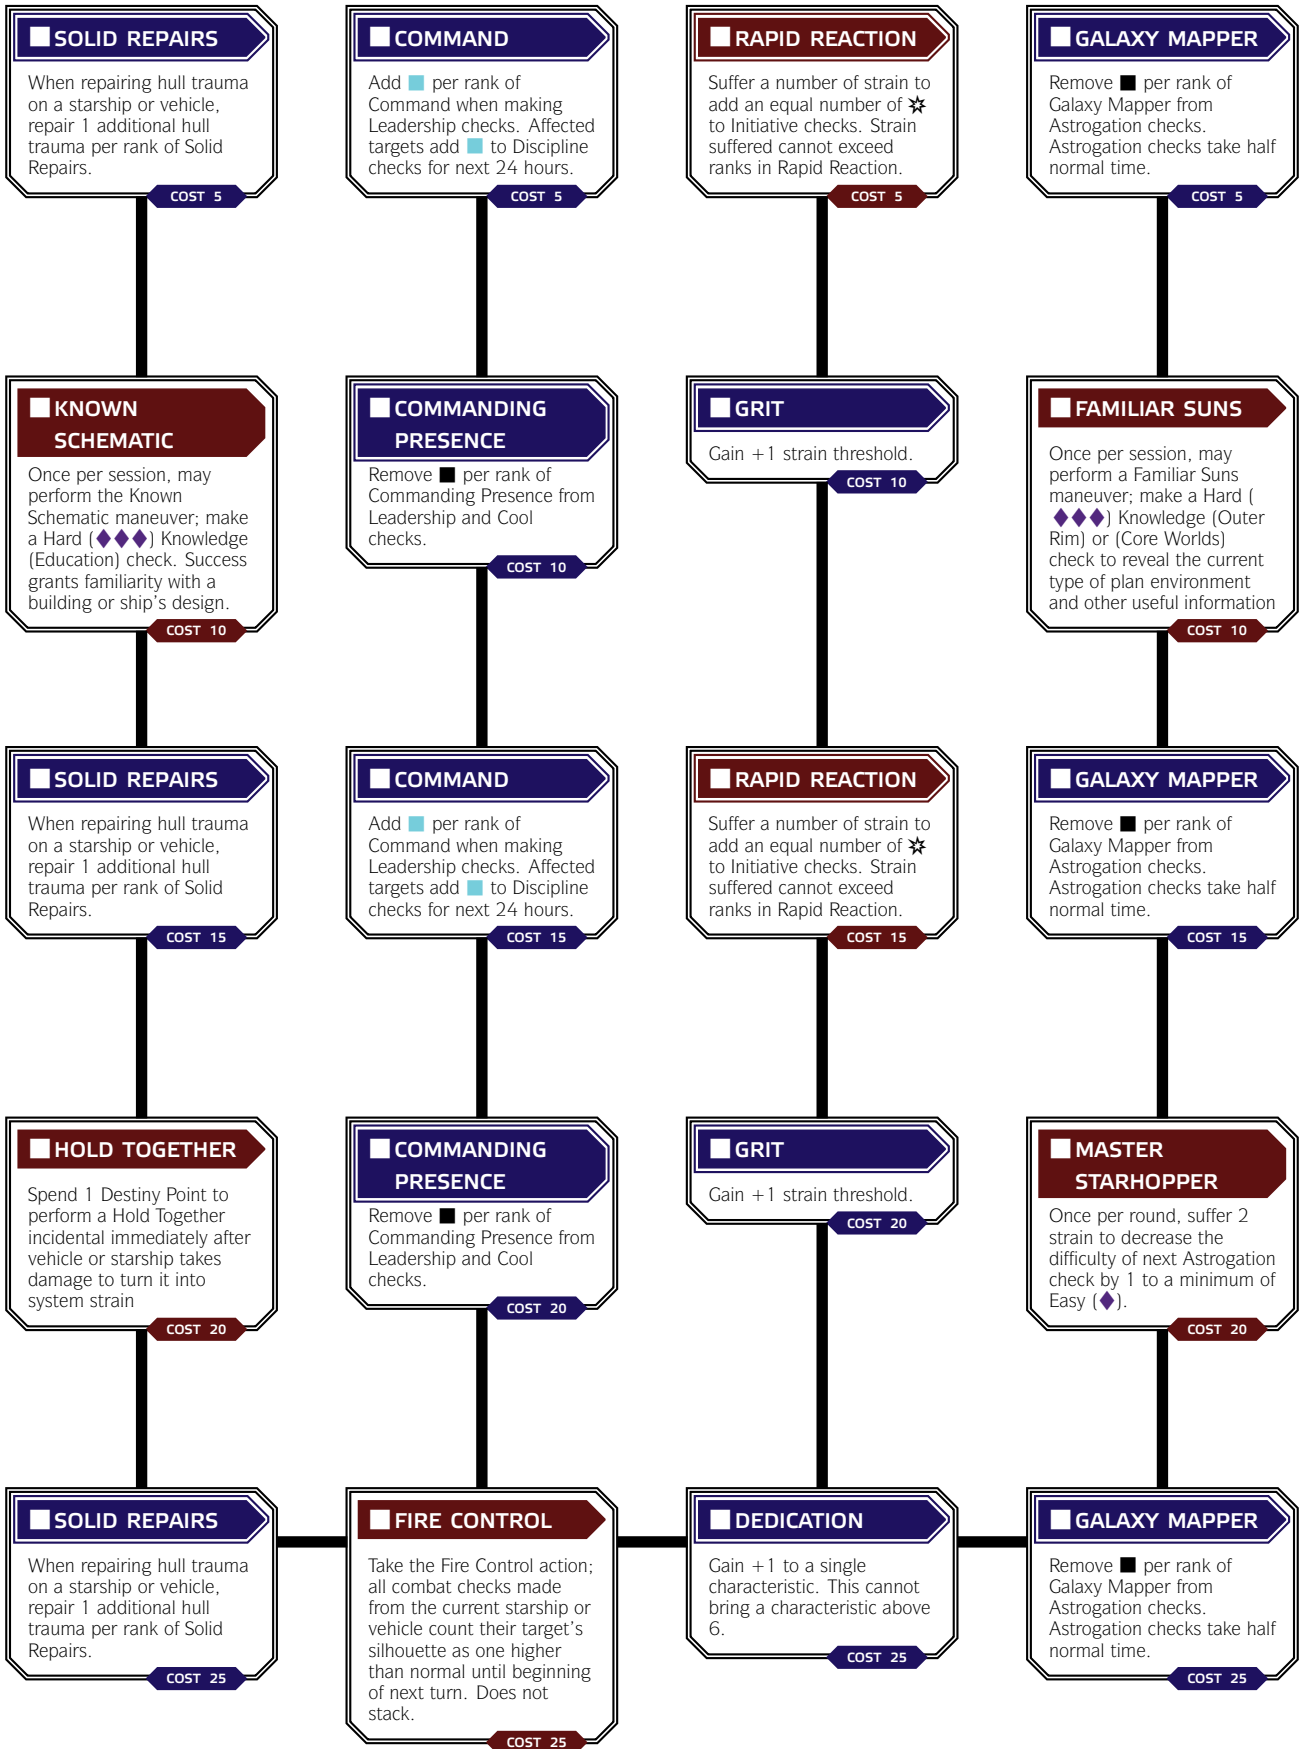 SOLID REPAIRS
When repairing hull trauma
on a starship or vehicle,
repair 1 additional hull
trauma per rank of Solid
Repairs.
COST 5
COMMAND
Add per rank of
Command when making
Leadership checks. Affected
targets add to Discipline
checks for next 24 hours.
COST 5
RAPID REACTION
Suffer a number of strain to
add an equal number of
to Initiative checks. Strain
suffered cannot exceed
ranks in Rapid Reaction.
COST 5
GALAXY MAPPER
Remove per rank of
Galaxy Mapper from
Astrogation checks.
Astrogation checks take half
normal time.
COST 5
KNOWN
SCHEMATIC
Once per session, may
perform the Known
Schematic maneuver; make
a Hard (◆◆◆) Knowledge
(Education) check. Success
grants familiarity with a
building or ship's design.
COST 10
COMMANDING
PRESENCE
Remove per rank of
Commanding Presence from
Leadership and Cool
checks.
COST 10
GRIT
Gain +1 strain threshold.
COST 10
FAMILIAR SUNS
Once per session, may
perform a Familiar Suns
maneuver; make a Hard (
◆◆◆) Knowledge (Outer
Rim) or (Core Worlds)
check to reveal the current
type of plan environment
and other useful information
COST 10
SOLID REPAIRS
When repairing hull trauma
on a starship or vehicle,
repair 1 additional hull
trauma per rank of Solid
Repairs.
COST 15
COMMAND
Add per rank of
Command when making
Leadership checks. Affected
targets add to Discipline
checks for next 24 hours.
COST 15
RAPID REACTION
Suffer a number of strain to
add an equal number of
to Initiative checks. Strain
suffered cannot exceed
ranks in Rapid Reaction.
COST 15
GALAXY MAPPER
Remove per rank of
Galaxy Mapper from
Astrogation checks.
Astrogation checks take half
normal time.
COST 15
HOLD TOGETHER
Spend 1 Destiny Point to
perform a Hold Together
incidental immediately after
vehicle or starship takes
damage to turn it into
system strain
COST 20
COMMANDING
PRESENCE
Remove per rank of
Commanding Presence from
Leadership and Cool
checks.
COST 20
GRIT
Gain +1 strain threshold.
COST 20
MASTER
STARHOPPER
Once per round, suffer 2
strain to decrease the
difficulty of next Astrogation
check by 1 to a minimum of
Easy (◆).
COST 20
SOLID REPAIRS
When repairing hull trauma
on a starship or vehicle,
repair 1 additional hull
trauma per rank of Solid
Repairs.
COST 25
FIRE CONTROL
Take the Fire Control action;
all combat checks made
from the current starship or
vehicle count their target's
silhouette as one higher
than normal until beginning
of next turn. Does not
stack.
COST 25
DEDICATION
Gain +1 to a single
characteristic. This cannot
bring a characteristic above
6.
COST 25
GALAXY MAPPER
Remove per rank of
Galaxy Mapper from
Astrogation checks.
Astrogation checks take half
normal time.
COST 25